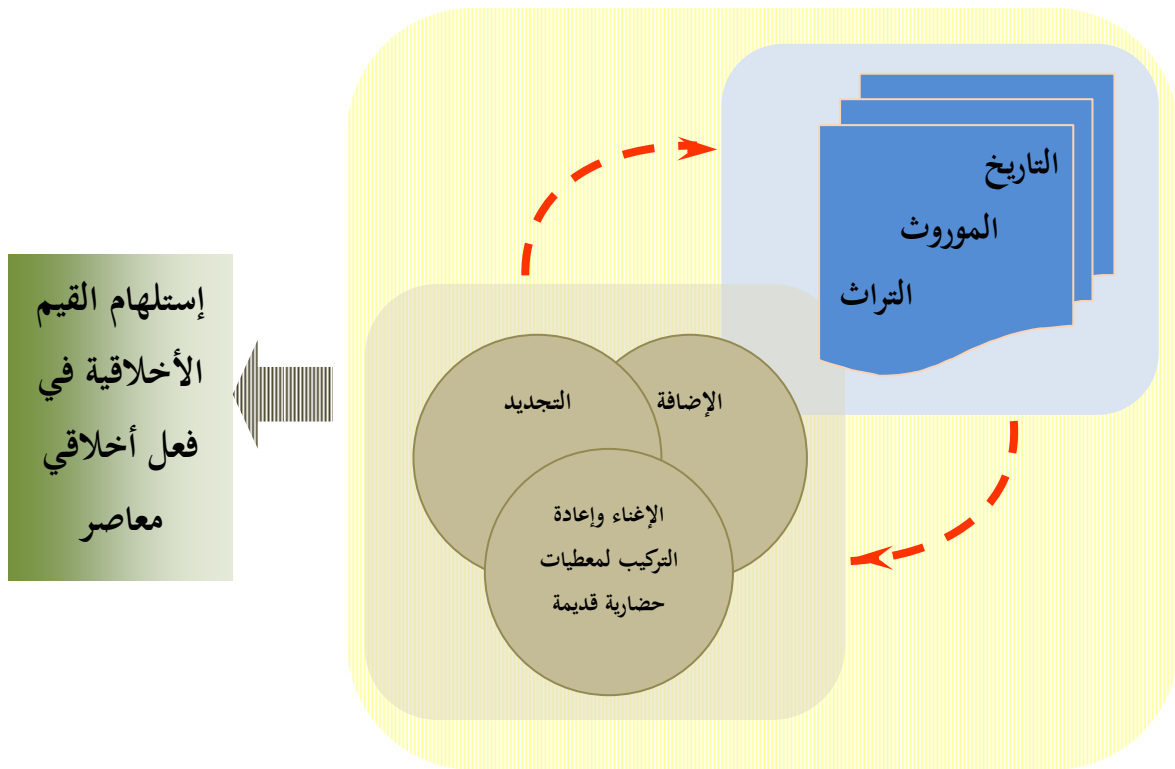 التاريخ
الموروث
التراث
الإضافة
التجديد
الإغناء وإعادة
التركيب لمعطيات
حضارية قديمة
إستلهام القيم
الأخلاقية في
فعل أخلاقي
معاصر